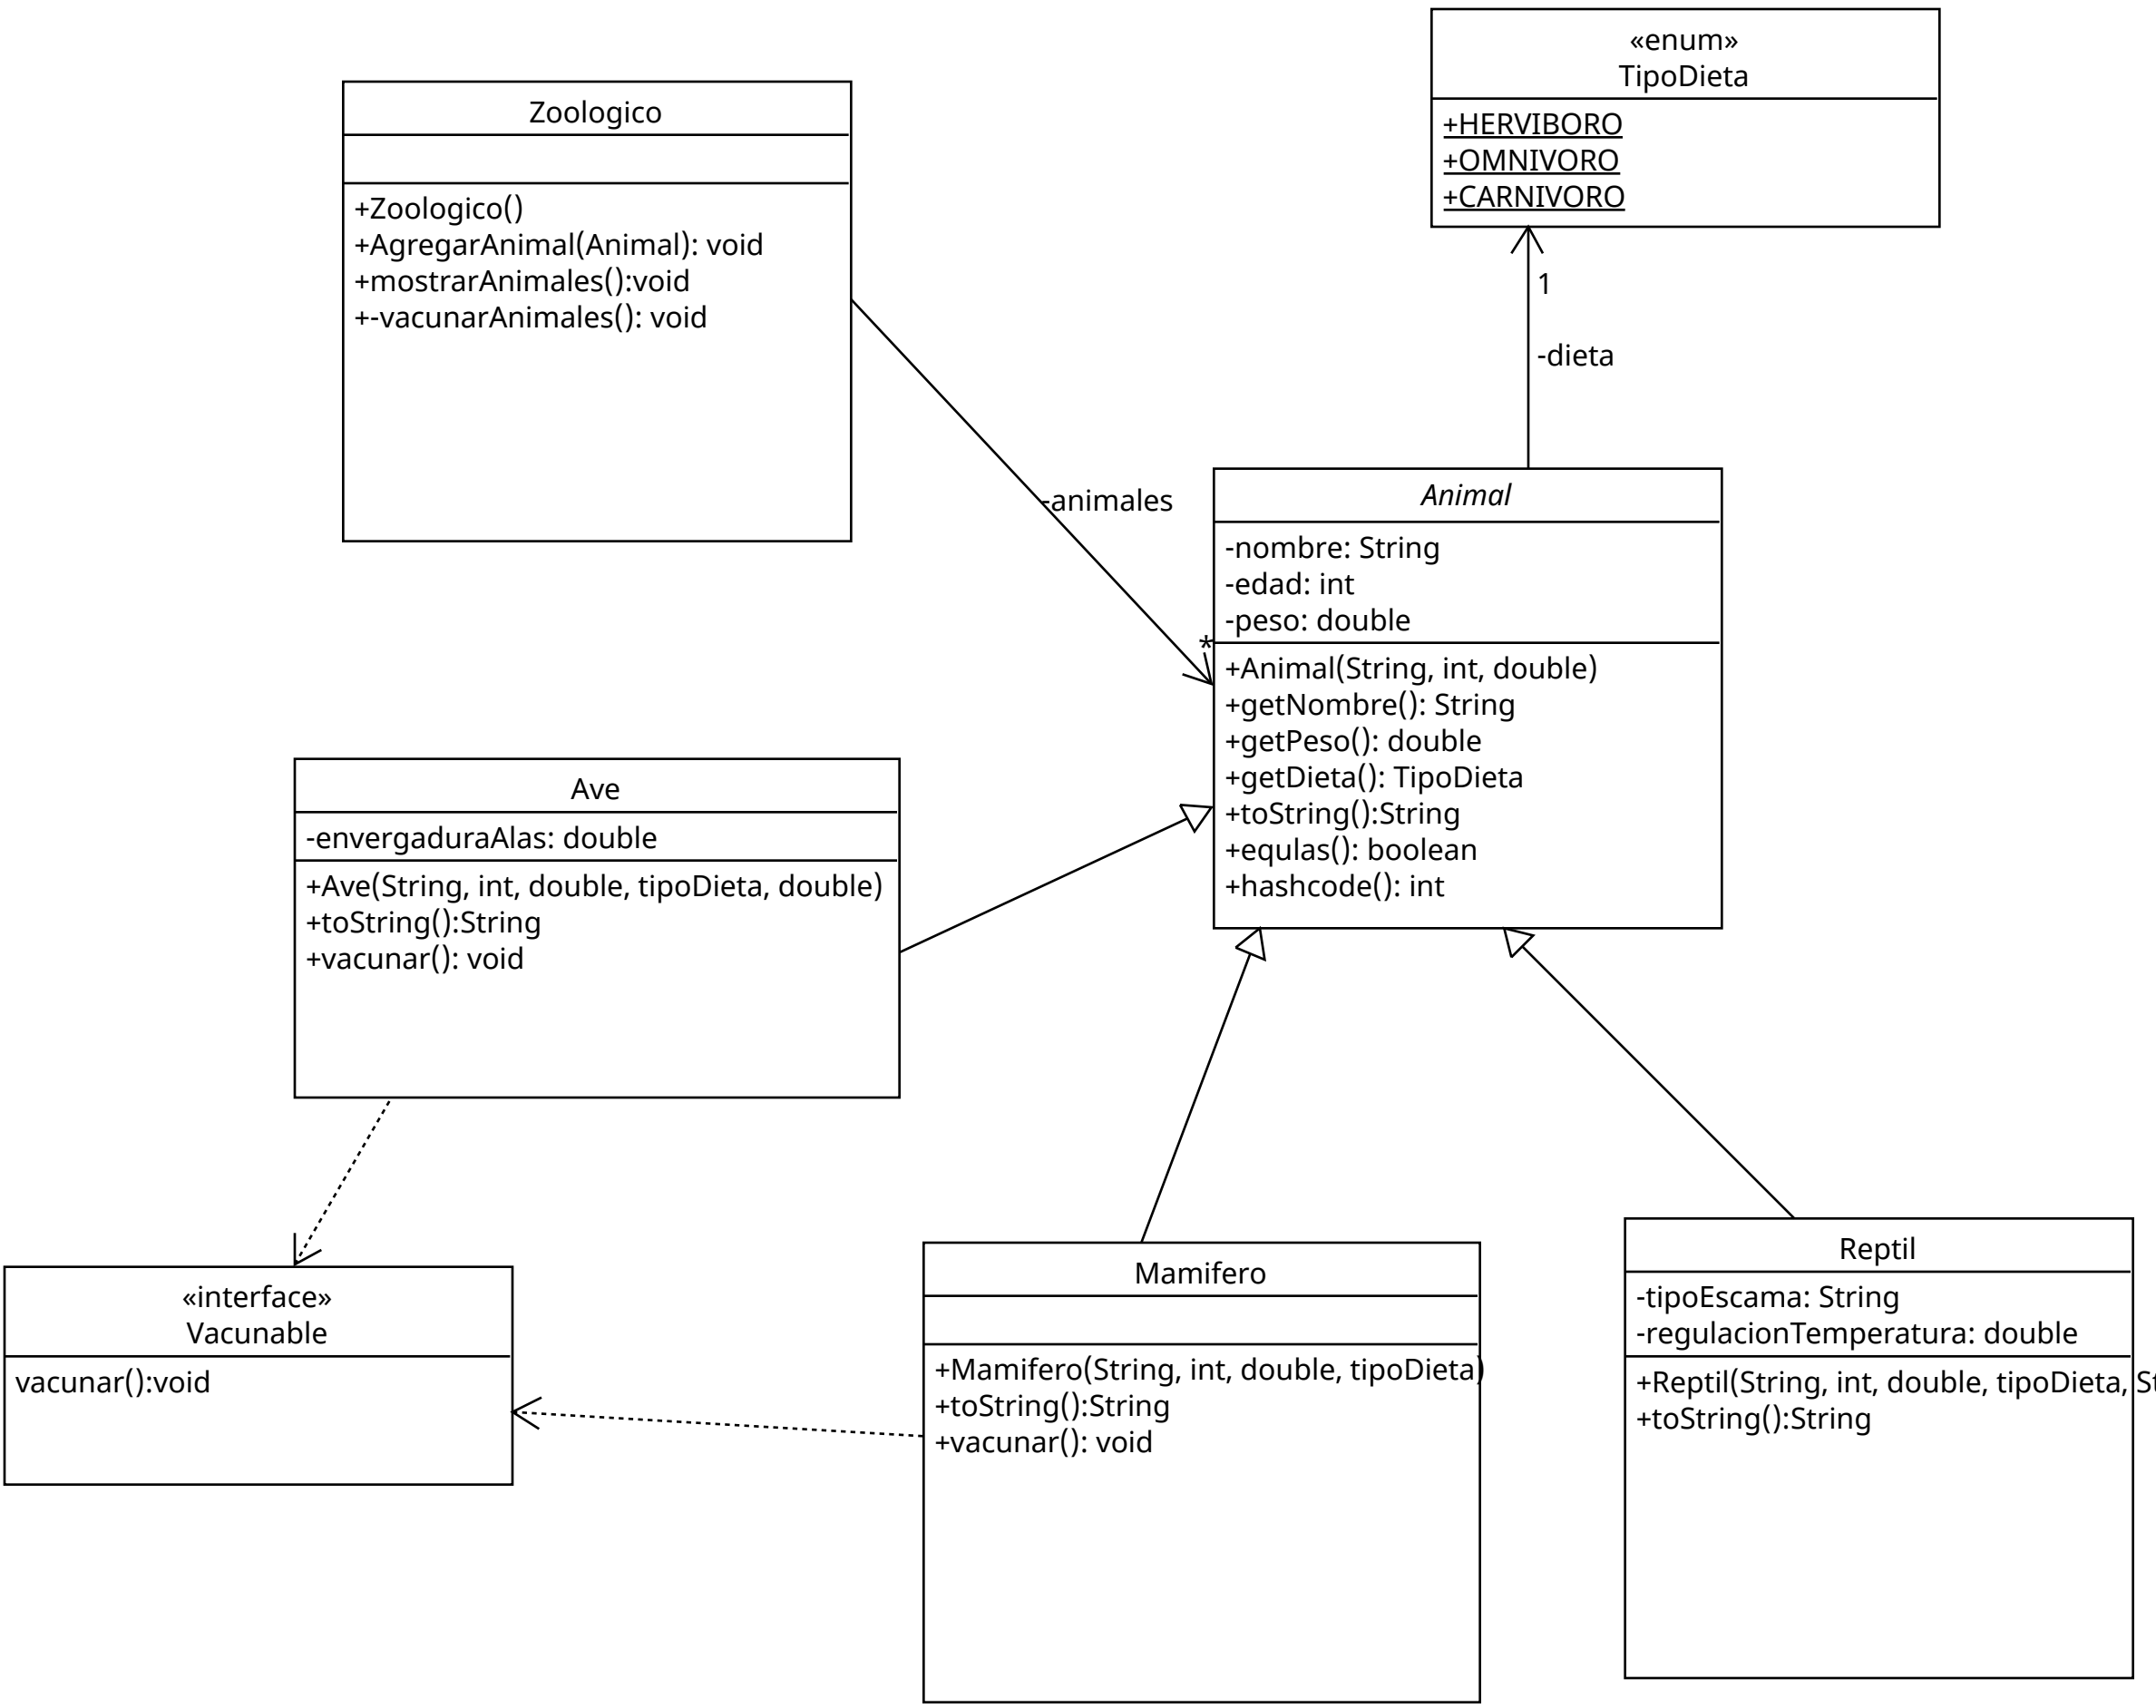 «enum»
TipoDieta
+HERVIBORO
+OMNIVORO
+CARNIVORO
Zoologico
+Zoologico()
+AgregarAnimal(Animal): void
+mostrarAnimales():void
+-vacunarAnimales(): void
1
-dieta
-animales
*
Animal
-nombre: String
-edad: int
-peso: double
+Animal(String, int, double)
+getNombre(): String
+getPeso(): double
+getDieta(): TipoDieta
+toString():String
+equlas(): boolean
+hashcode(): int
Ave
-envergaduraAlas: double
+Ave(String, int, double, tipoDieta, double)
+toString():String
+vacunar(): void
«interface»
Vacunable
vacunar():void
Mamifero
+Mamifero(String, int, double, tipoDieta)
+toString():String
+vacunar(): void
Reptil
-tipoEscama: String
-regulacionTemperatura: double
+Reptil(String, int, double, tipoDieta,
+toString():String